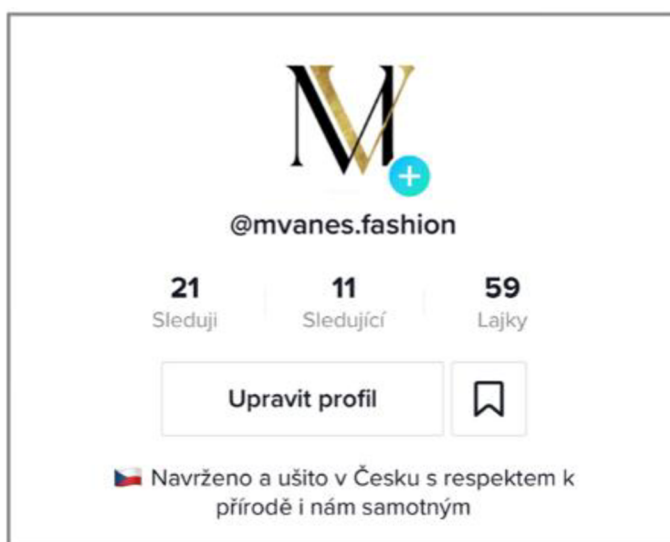 MV
@mvanes.fashion
21 11 59
Sleduji Sledující Lajky
Upravit profil
🇨🇿 Navrženo a ušito v Česku s respektem k
přírodě i nám samotným